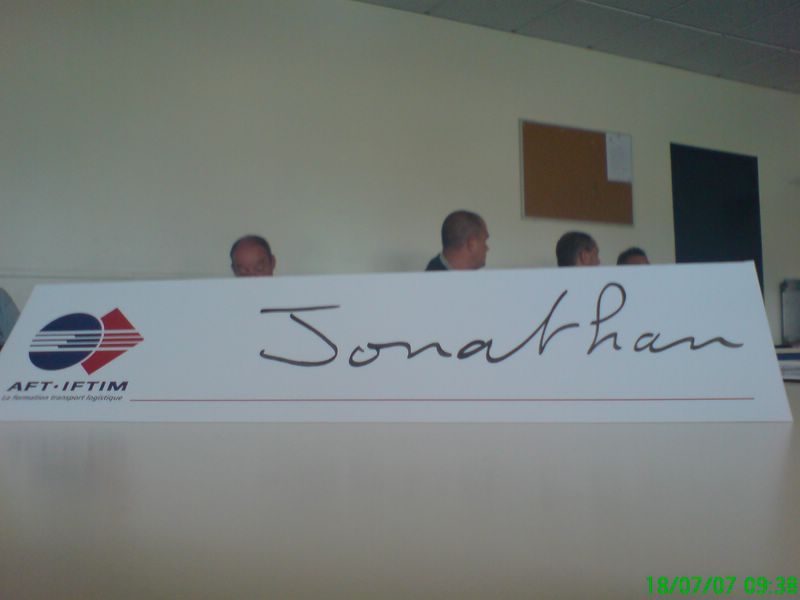 Jonathan
AFT·IFTIM
La formation transport logistique
18/07/07 09:38